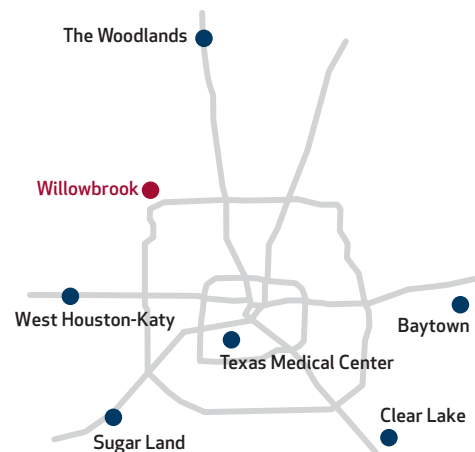 The Woodlands
Willowbrook
West Houston-Katy
Baytown
Texas Medical Center
Clear Lake
Sugar Land